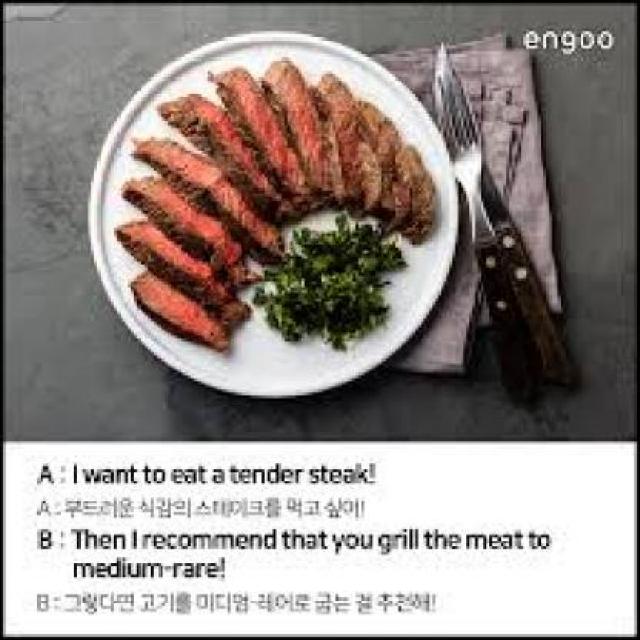 engoo
A : I want to eat a tender steak!
A : 부드러운 식감의 스테이크를 먹고 싶어!
B : Then I recommend that you grill the meat to
medium-rare!
B : 그렇다면 고기를 미디엄-레어로 굽는 걸 추천해!